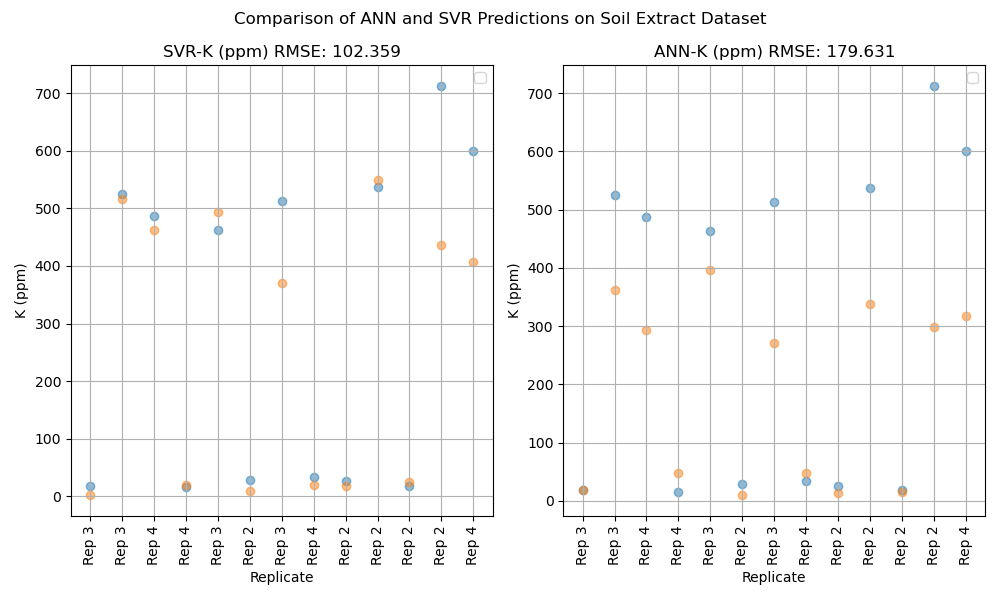 Comparison of ANN and SVR Predictions on Soil Extract Dataset
SVR-K (ppm) RMSE: 102.359
K (ppm)
700
600
500
400
300
200
100
0
Rep 3
Rep 3
Rep 4
Rep 4
Rep 3
Rep 2
Rep 3
Rep 4
Rep 2
Rep 2
Rep 2
Rep 2
Rep 4
Replicate
ANN-K (ppm) RMSE: 179.631
K (ppm)
700
600
500
400
300
200
100
0
Rep 3
Rep 3
Rep 4
Rep 4
Rep 3
Rep 2
Rep 3
Rep 4
Rep 2
Rep 2
Rep 2
Rep 2
Rep 4
Replicate